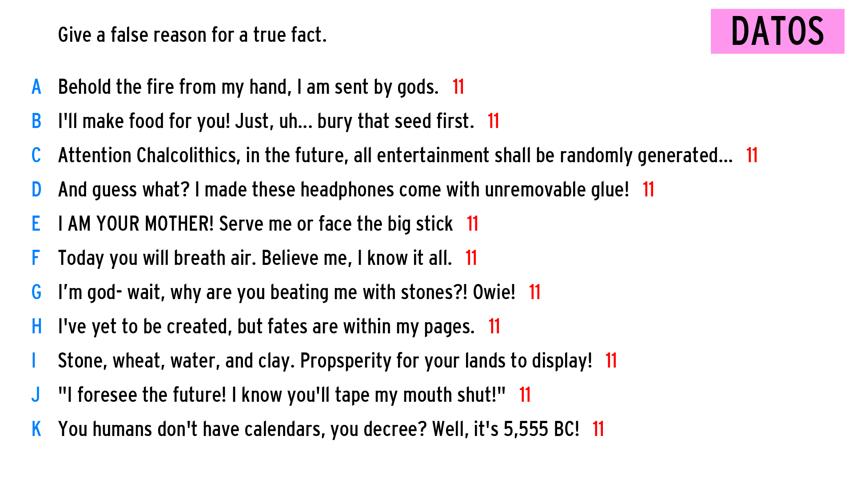 Give a false reason for a true fact.
DATOS
A Behold the fire from my hand, I am sent by gods. 11
B I'll make food for you! Just, uh... bury that seed first. 11
C Attention Chalcolithics, in the future, all entertainment shall be randomly generated... 11
D And guess what? I made these headphones come with unremovable glue! 11
E I AM YOUR MOTHER! Serve me or face the big stick 11
F Today you will breath air. Believe me, I know it all. 11
G I’m god- wait, why are you beating me with stones?! Owie! 11
H I've yet to be created, but fates are within my pages. 11
I Stone, wheat, water, and clay. Propsperity for your lands to display! 11
J "I foresee the future! I know you'll tape my mouth shut!" 11
K You humans don't have calendars, you decree? Well, it's 5,555 BC! 11